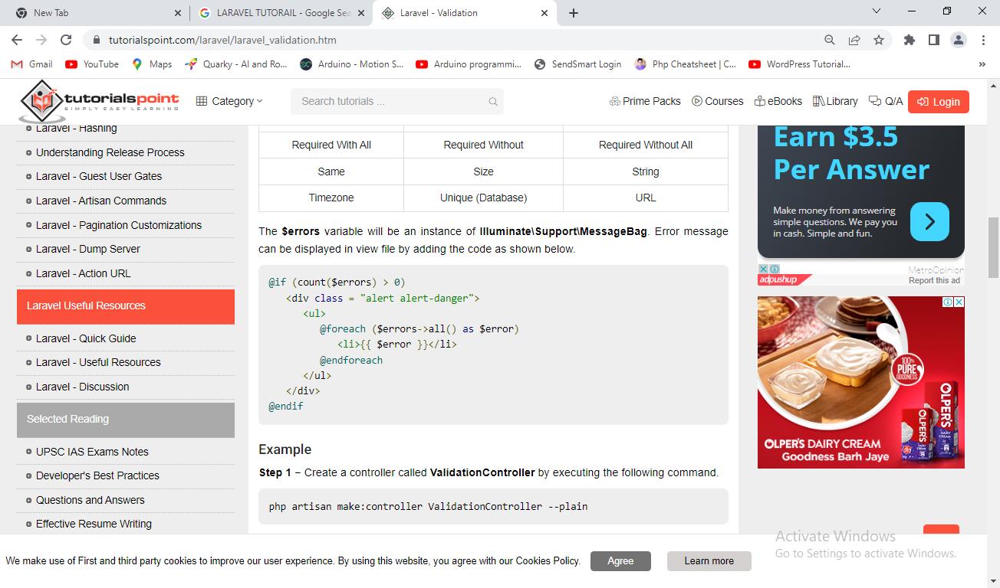 New Tab
LARAVEL TUTORAIL - Google Sea
Laravel - Validation
tutorialspoint.com/laravel/laravel_validation.htm
Gmail
YouTube
Maps
Quarky - AI and Ro...
Arduino - Motion S...
Arduino programmi...
SendSmart Login
Php Cheatsheet | C...
WordPress Tutorial...
»
tutorialspoint
SIMPLY EASY LEARNING
Category
Search tutorials ...
Prime Packs
Courses
eBooks
Library
Q/A
Login
Laravel - Hashing
Understanding Release Process
Laravel - Guest User Gates
Laravel - Artisan Commands
Laravel - Pagination Customizations
Laravel - Dump Server
Laravel - Action URL
Laravel Useful Resources
Laravel - Quick Guide
Laravel - Useful Resources
Laravel - Discussion
Selected Reading
UPSC IAS Exams Notes
Developer's Best Practices
Questions and Answers
Effective Resume Writing
Required With All Required Without Required Without All
Same Size String
Timezone Unique (Database) URL
The $errors variable will be an instance of Illuminate\Support\MessageBag. Error message
can be displayed in view file by adding the code as shown below.
@if (count($errors) > 0)
<div class = "alert alert-danger">
<ul>
@foreach ($errors->all() as $error)
<li>{{ $error }}</li>
@endforeach
</ul>
</div>
@endif
Example
Step 1 − Create a controller called ValidationController by executing the following command.
php artisan make:controller ValidationController --plain
Earn $3.5
Per Answer
Make money from answering
simple questions. We pay you
in cash. Simple and fun.
MetroOpinion
adpushup
Report this ad
100%
PURE
GOODNESS
OLPER'S
DAIRY CREAM
OLPER'S
DAIRY CREAM
OLPER'S DAIRY CREAM
Goodness Barh Jaye
Activate Windows
Go to Settings to activate Windows.
We make use of First and third party cookies to improve our user experience. By using this website, you agree with our Cookies Policy.
Agree
Learn more